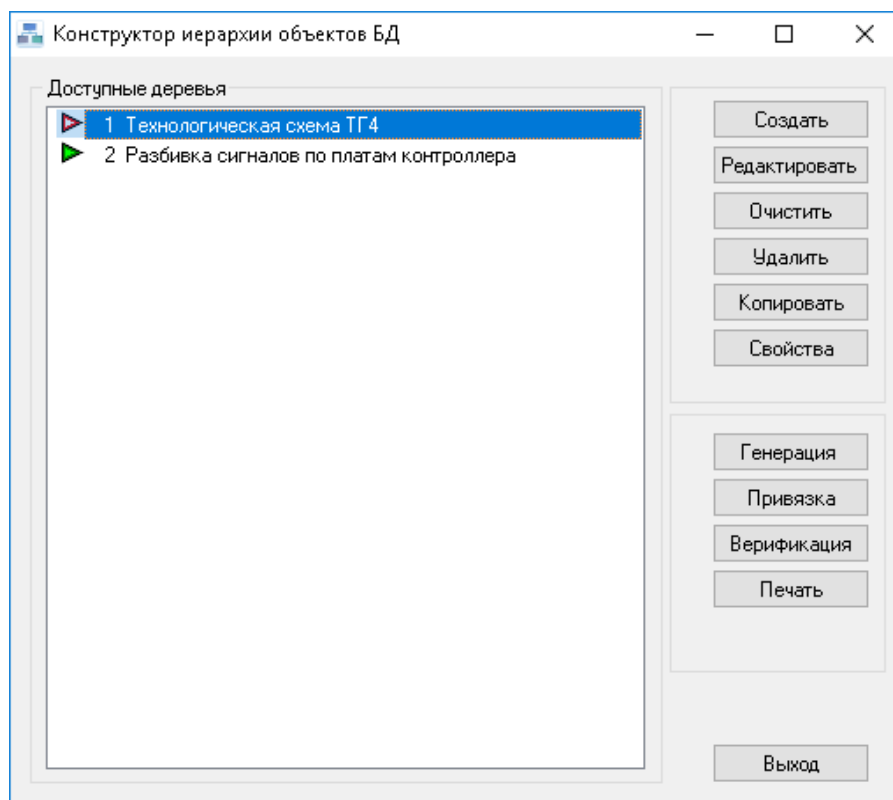 Конструктор иерархии объектов БД
Доступные деревья
1 Технологическая схема ТГ4
2 Разбивка сигналов по платам контроллера
Создать
Редактировать
Очистить
Удалить
Копировать
Свойства
Генерация
Привязка
Верификация
Печать
Выход